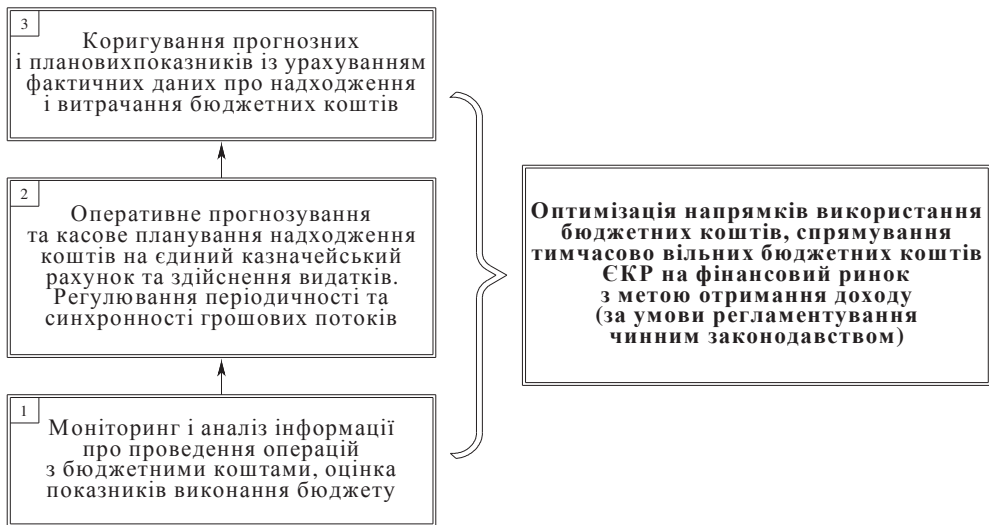 3
Коригування прогнозних
і плановихпоказників із урахуванням
фактичних даних про надходження
і витрачання бюджетних коштів
2
Оперативне прогнозування
та касове планування надходження
коштів на єдиний казначейський
рахунок та здійснення видатків.
Регулювання періодичності та
синхронності грошових потоків
1
Моніторинг і аналіз інформації
про проведення операцій
з бюджетними коштами, оцінка
показників виконання бюджету
Оптимізація напрямків використання
бюджетних коштів, спрямування
тимчасово вільних бюджетних коштів
ЄКР на фінансовий ринок
з метою отримання доходу
(за умови регламентування
чинним законодавством)